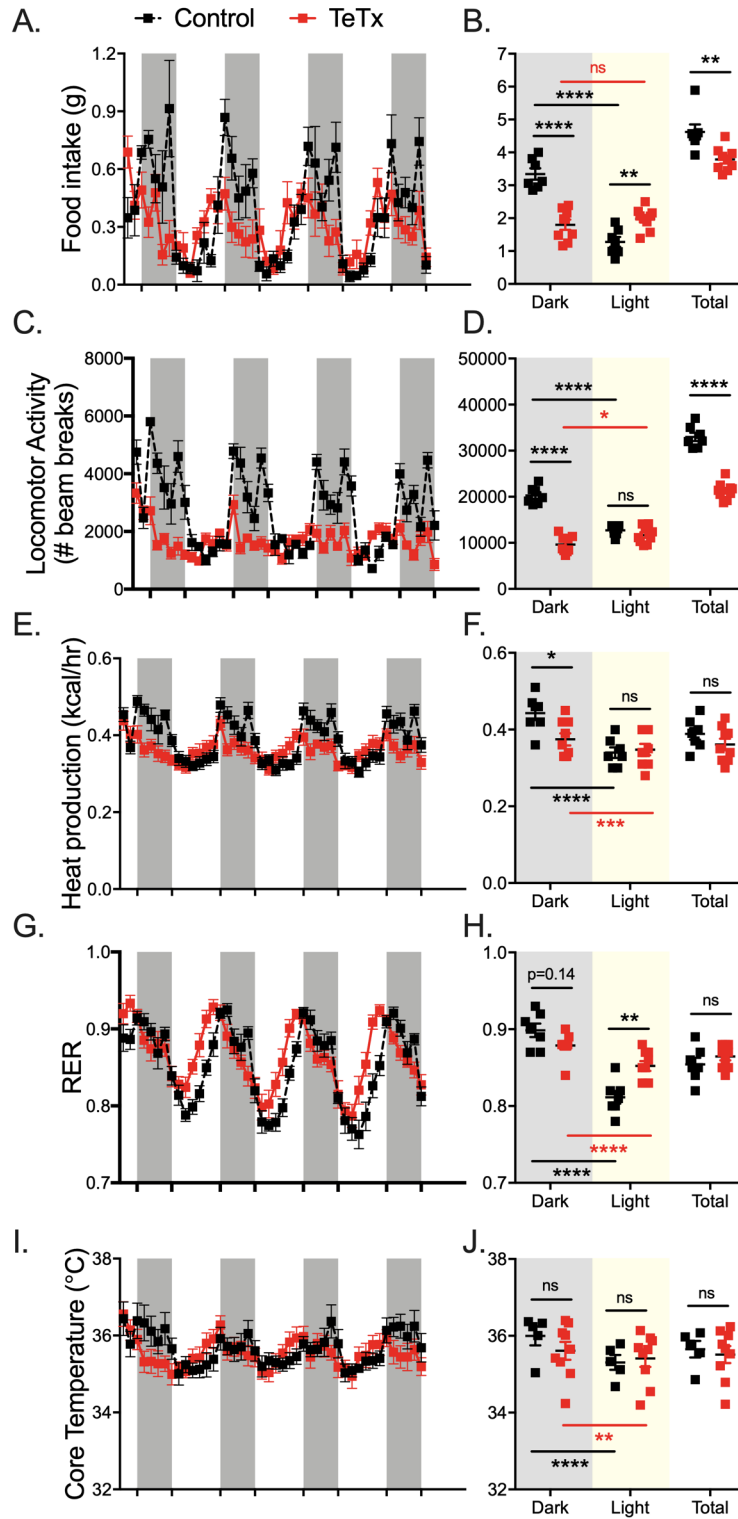 A. Control TeTx B.
Food intake (g)
1.2
0.9
0.6
0.3
0.0
7
6
5
4
3
2
1
0
ns
****
****
**
**
Dark Light Total
C. D.
Locomotor Activity
(# beam breaks)
8000
6000
4000
2000
0
50000
40000
30000
20000
10000
0
****
*
****
ns
****
Dark Light Total
E. F.
Heat production (kcal/hr)
0.6
0.4
0.2
0.0
0.6
0.4
0.2
0.0
*
ns
ns
****
***
Dark Light Total
G. H.
RER
1.0
0.9
0.8
0.7
1.0
0.9
0.8
0.7
p=0.14
**
ns
****
****
Dark Light Total
I. J.
Core Temperature (°C)
38
36
34
32
38
36
34
32
ns
ns
ns
**
****
Dark Light Total